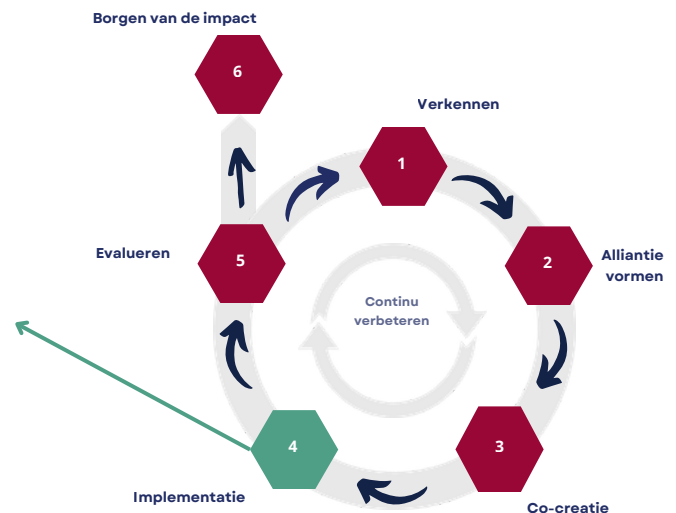 Borgen van de impact
6
Verkennen
1
Alliantie
vormen
2
Evalueren
5
Continu
verbeteren
4
3
Implementatie
Co-creatie